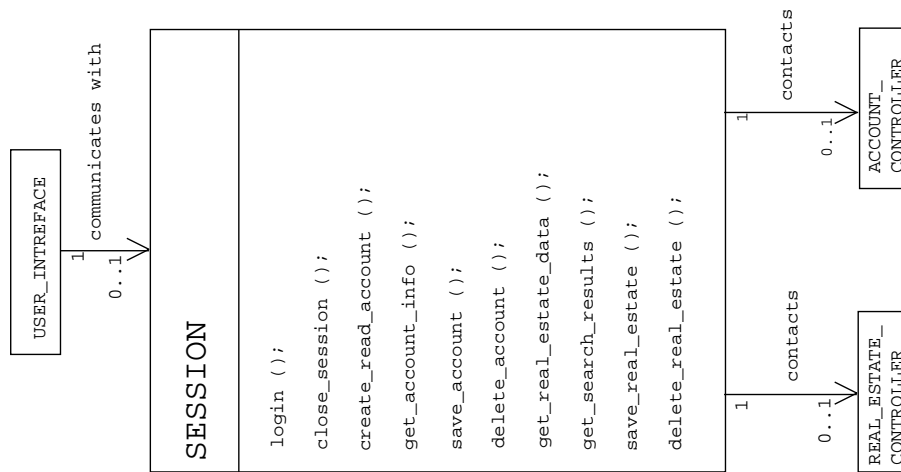 USER_INTREFACE
1
communicates with
0..1
SESSION
login ();
close_session ();
create_read_account ();
get_account_info ();
save_account ();
delete_account ();
get_real_estate_data ();
get_search_results ();
save_real_estate ();
delete_real_estate ();
1
contacts
0..1
REAL_ESTATE_
CONTROLLER
1
contacts
0..1
ACCOUNT_
CONTROLLER